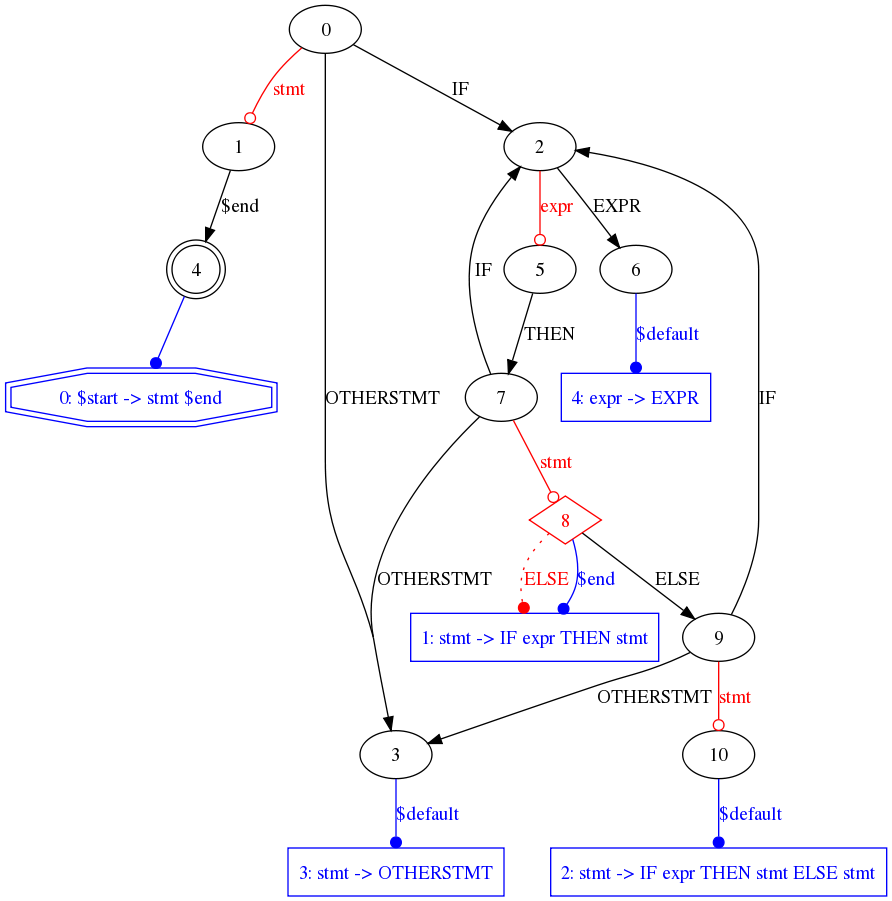 0
stmt
IF
1
2
$end
expr
EXPR
4
5
6
IF
THEN
$default
0: $start -> stmt $end
OTHERSTMT
7
4: expr -> EXPR
IF
stmt
8
OTHERSTMT
ELSE
$end
ELSE
1: stmt -> IF expr THEN stmt
9
OTHERSTMT
stmt
3
10
$default
$default
3: stmt -> OTHERSTMT
2: stmt -> IF expr THEN stmt ELSE stmt